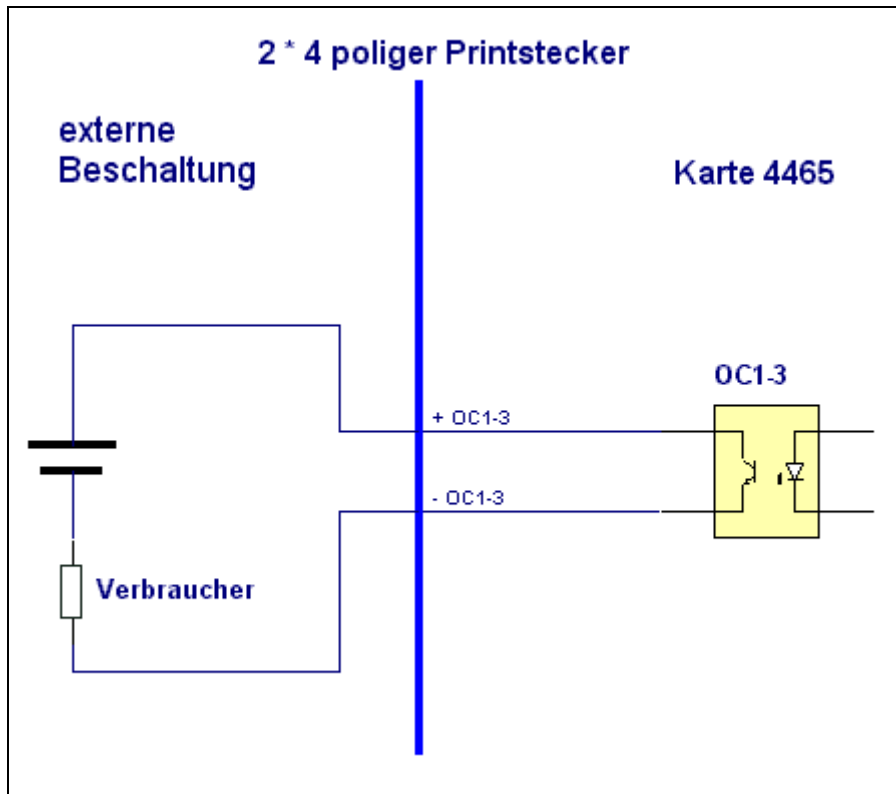 2 * 4 poliger Printstecker
externe
Beschaltung
Karte 4465
OC1-3
+ OC1-3
- OC1-3
Verbraucher